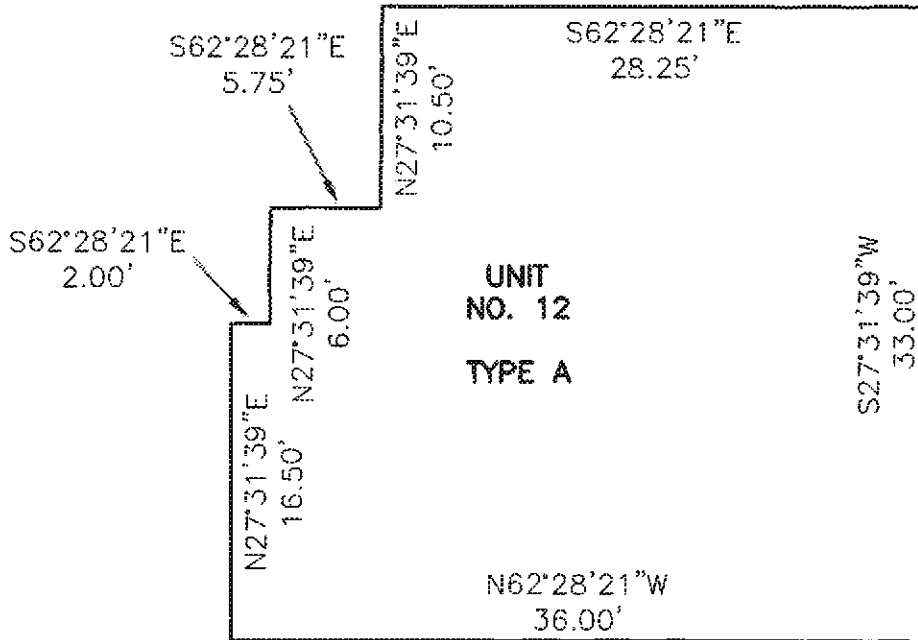 S62°28'21"E
5.75'
N27°31'39"E
10.50'
S62°28'21"E
28.25'
S62°28'21"E
2.00'
N27°31'39"E
6.00'
UNIT
NO. 12
TYPE A
S27°31'39"W
33.00'
N27°31'39"E
16.50'
N62°28'21"W
36.00'